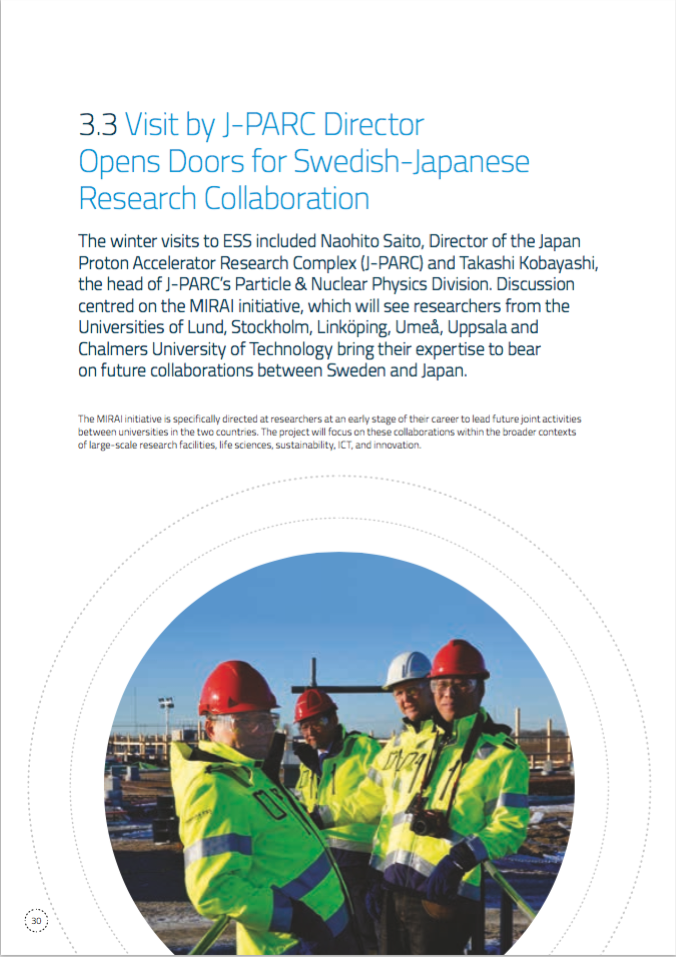 3.3 Visit by J-PARC Director
Opens Doors for Swedish-Japanese
Research Collaboration
The winter visits to ESS included Naohito Saito, Director of the Japan
Proton Accelerator Research Complex (J-PARC) and Takashi Kobayashi,
the head of J-PARC’s Particle & Nuclear Physics Division. Discussion
centred on the MIRAI initiative, which will see researchers from the
Universities of Lund, Stockholm, Linköping, Umeå, Uppsala and
Chalmers University of Technology bring their expertise to bear
on future collaborations between Sweden and Japan.
The MIRAI initiative is specifically directed at researchers at an early stage of their career to lead future joint activities
between universities in the two countries. The project will focus on these collaborations within the broader contexts
of large-scale research facilities, life sciences, sustainability, ICT, and innovation.
30